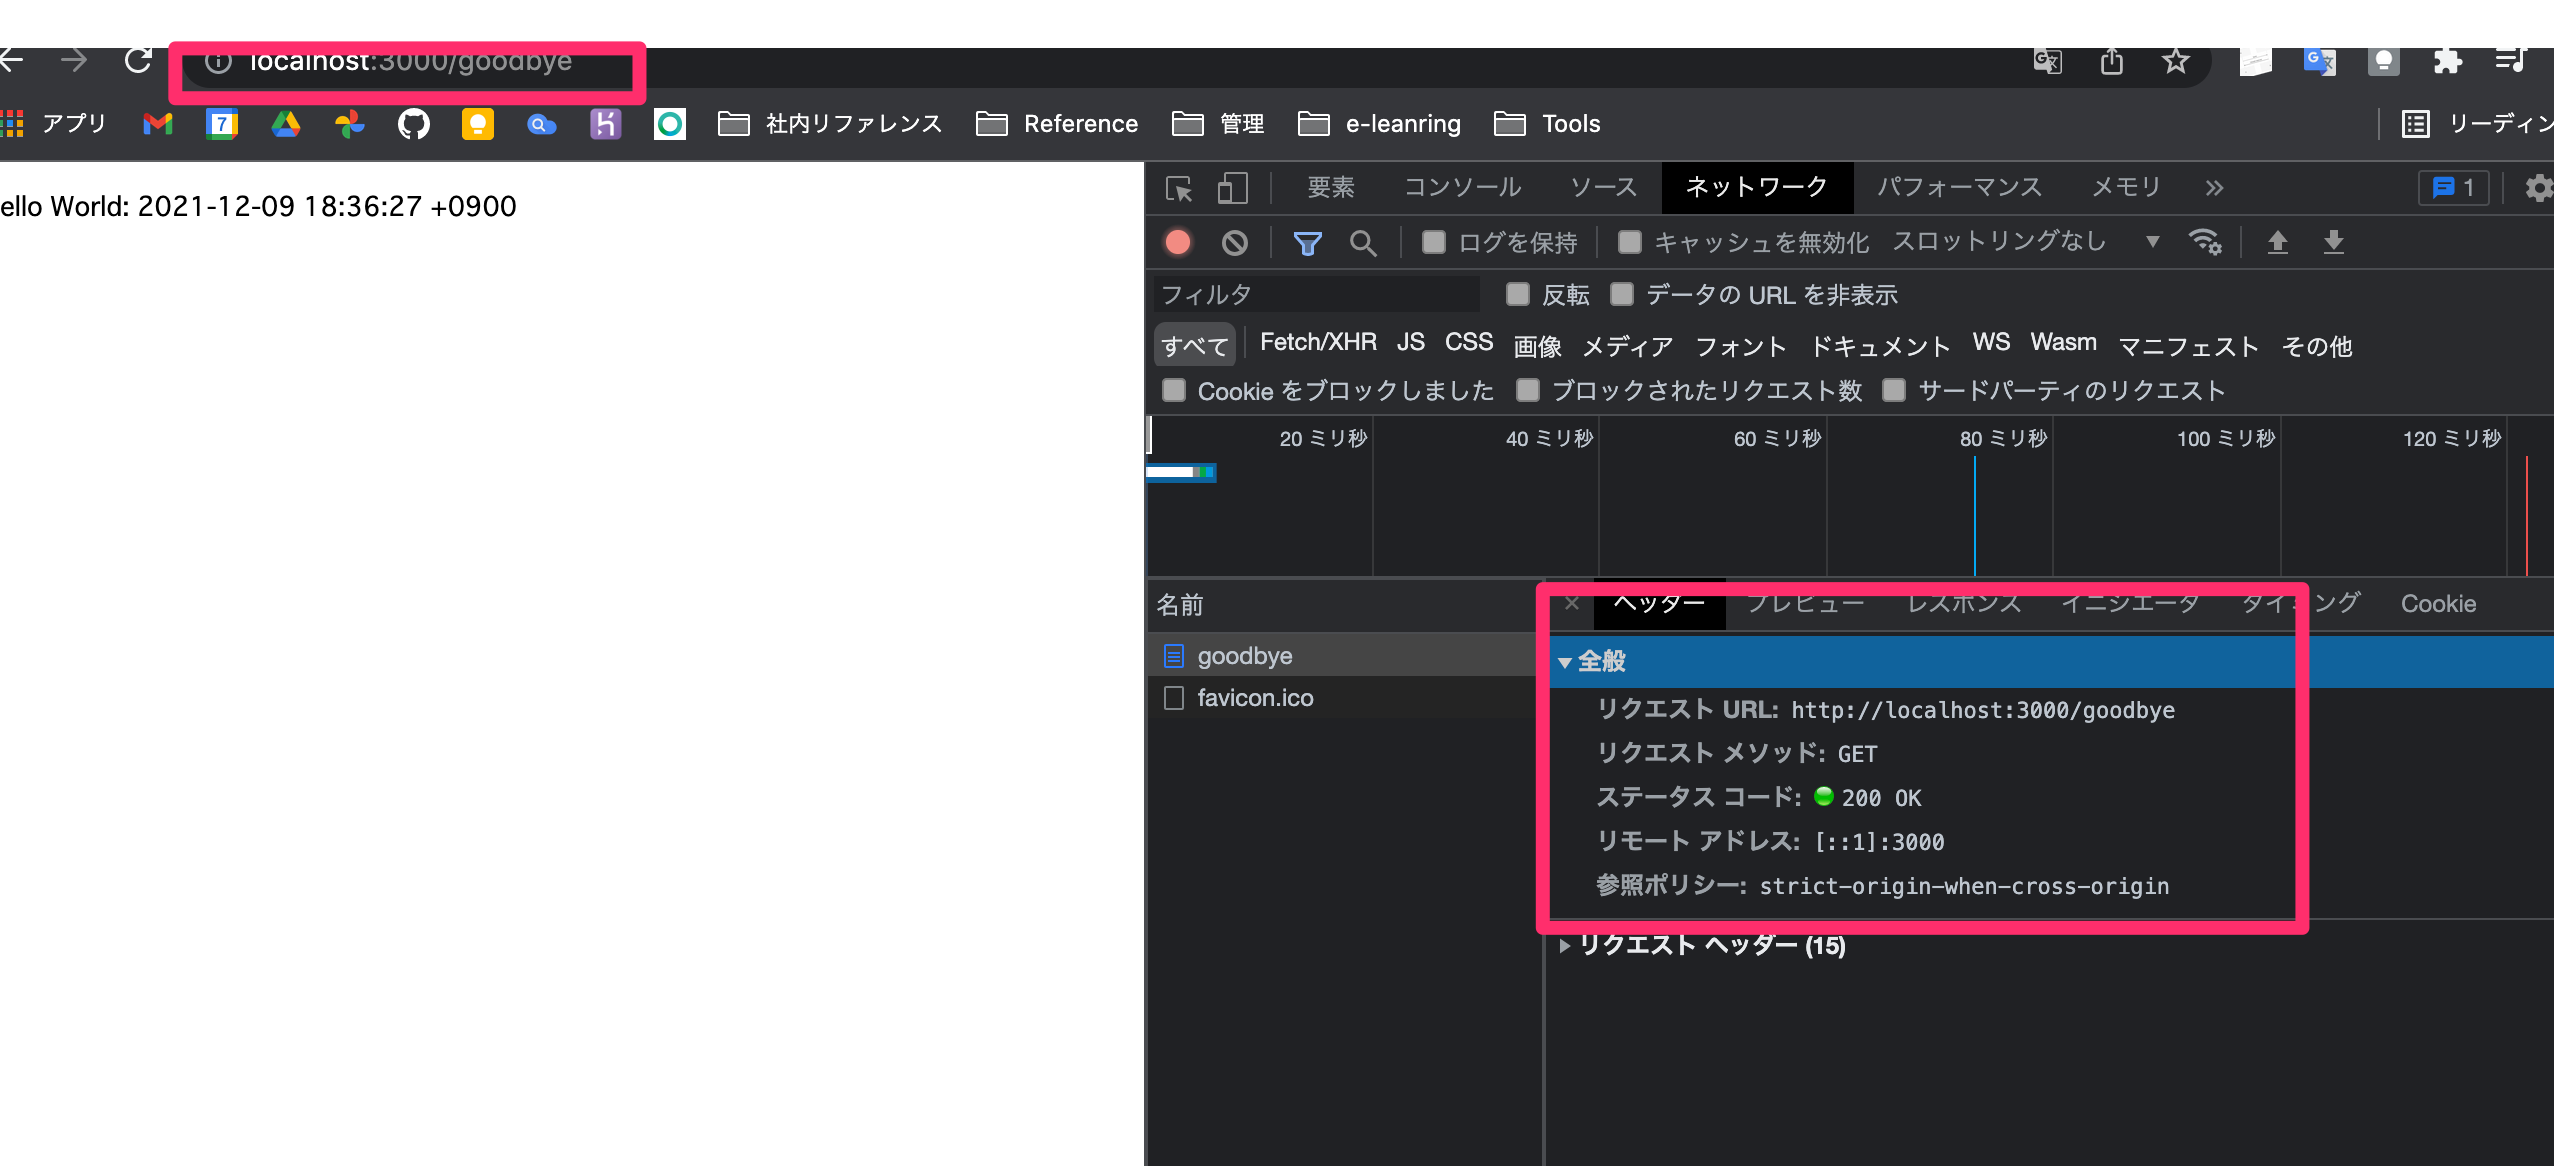 localhost:3000/goodbye
アプリ 7 社内リファレンス Reference 管理 e-leanring Tools リーディン
ello World: 2021-12-09 18:36:27 +0900
要素 コンソール ソース ネットワーク パフォーマンス メモリ » 1
ログを保持 キャッシュを無効化 スロットリングなし
フィルタ 反転 データの URL を非表示
すべて Fetch/XHR JS CSS 画像 メディア フォント ドキュメント WS Wasm マニフェスト その他
Cookie をブロックしました ブロックされたリクエスト数 サードパーティのリクエスト
20 ミリ秒 40 ミリ秒 60 ミリ秒 80 ミリ秒 100 ミリ秒 120 ミリ秒
名前
goodbye
favicon.ico
× ヘッダー プレビュー レスポンス イニシエータ タイミング Cookie
全般
リクエスト URL: http://localhost:3000/goodbye
リクエスト メソッド: GET
ステータス コード: 200 OK
リモート アドレス: [::1]:3000
参照ポリシー: strict-origin-when-cross-origin
リクエスト ヘッダー (15)